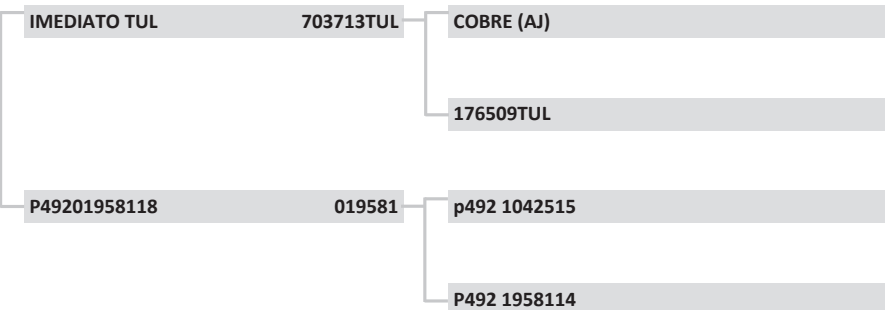 IMEDIATO TUL 703713TUL
COBRE (AJ)
176509TUL
P49201958118 019581
p492 1042515
P492 1958114